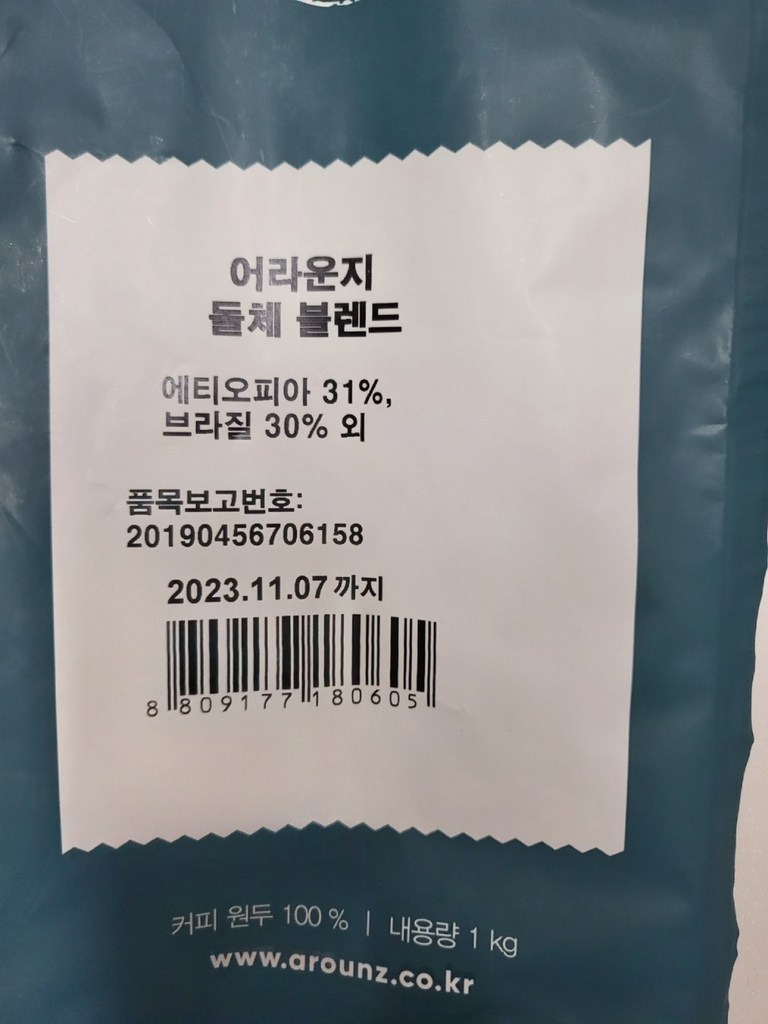 어라운지
돌체 블렌드
에티오피아 31%,
브라질 30% 외
품목보고번호:
20190456706158
2023.11.07 까지
8 809177 180605
커피 원두 100 % | 내용량 1 kg
www.arounz.co.kr